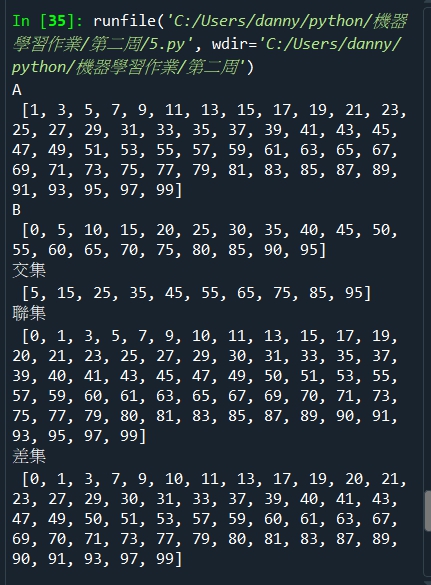 In [35]: runfile('C:/Users/danny/python/機器
學習作業/第二周/5.py', wdir='C:/Users/danny/
python/機器學習作業/第二周')
A
[1, 3, 5, 7, 9, 11, 13, 15, 17, 19, 21, 23,
25, 27, 29, 31, 33, 35, 37, 39, 41, 43, 45,
47, 49, 51, 53, 55, 57, 59, 61, 63, 65, 67,
69, 71, 73, 75, 77, 79, 81, 83, 85, 87, 89,
91, 93, 95, 97, 99]
B
[0, 5, 10, 15, 20, 25, 30, 35, 40, 45, 50,
55, 60, 65, 70, 75, 80, 85, 90, 95]
交集
[5, 15, 25, 35, 45, 55, 65, 75, 85, 95]
聯集
[0, 1, 3, 5, 7, 9, 10, 11, 13, 15, 17, 19,
20, 21, 23, 25, 27, 29, 30, 31, 33, 35, 37,
39, 40, 41, 43, 45, 47, 49, 50, 51, 53, 55,
57, 59, 60, 61, 63, 65, 67, 69, 70, 71, 73,
75, 77, 79, 80, 81, 83, 85, 87, 89, 90, 91,
93, 95, 97, 99]
差集
[0, 1, 3, 7, 9, 10, 11, 13, 17, 19, 20, 21,
23, 27, 29, 30, 31, 33, 37, 39, 40, 41, 43,
47, 49, 50, 51, 53, 57, 59, 60, 61, 63, 67,
69, 70, 71, 73, 77, 79, 80, 81, 83, 87, 89,
90, 91, 93, 97, 99]